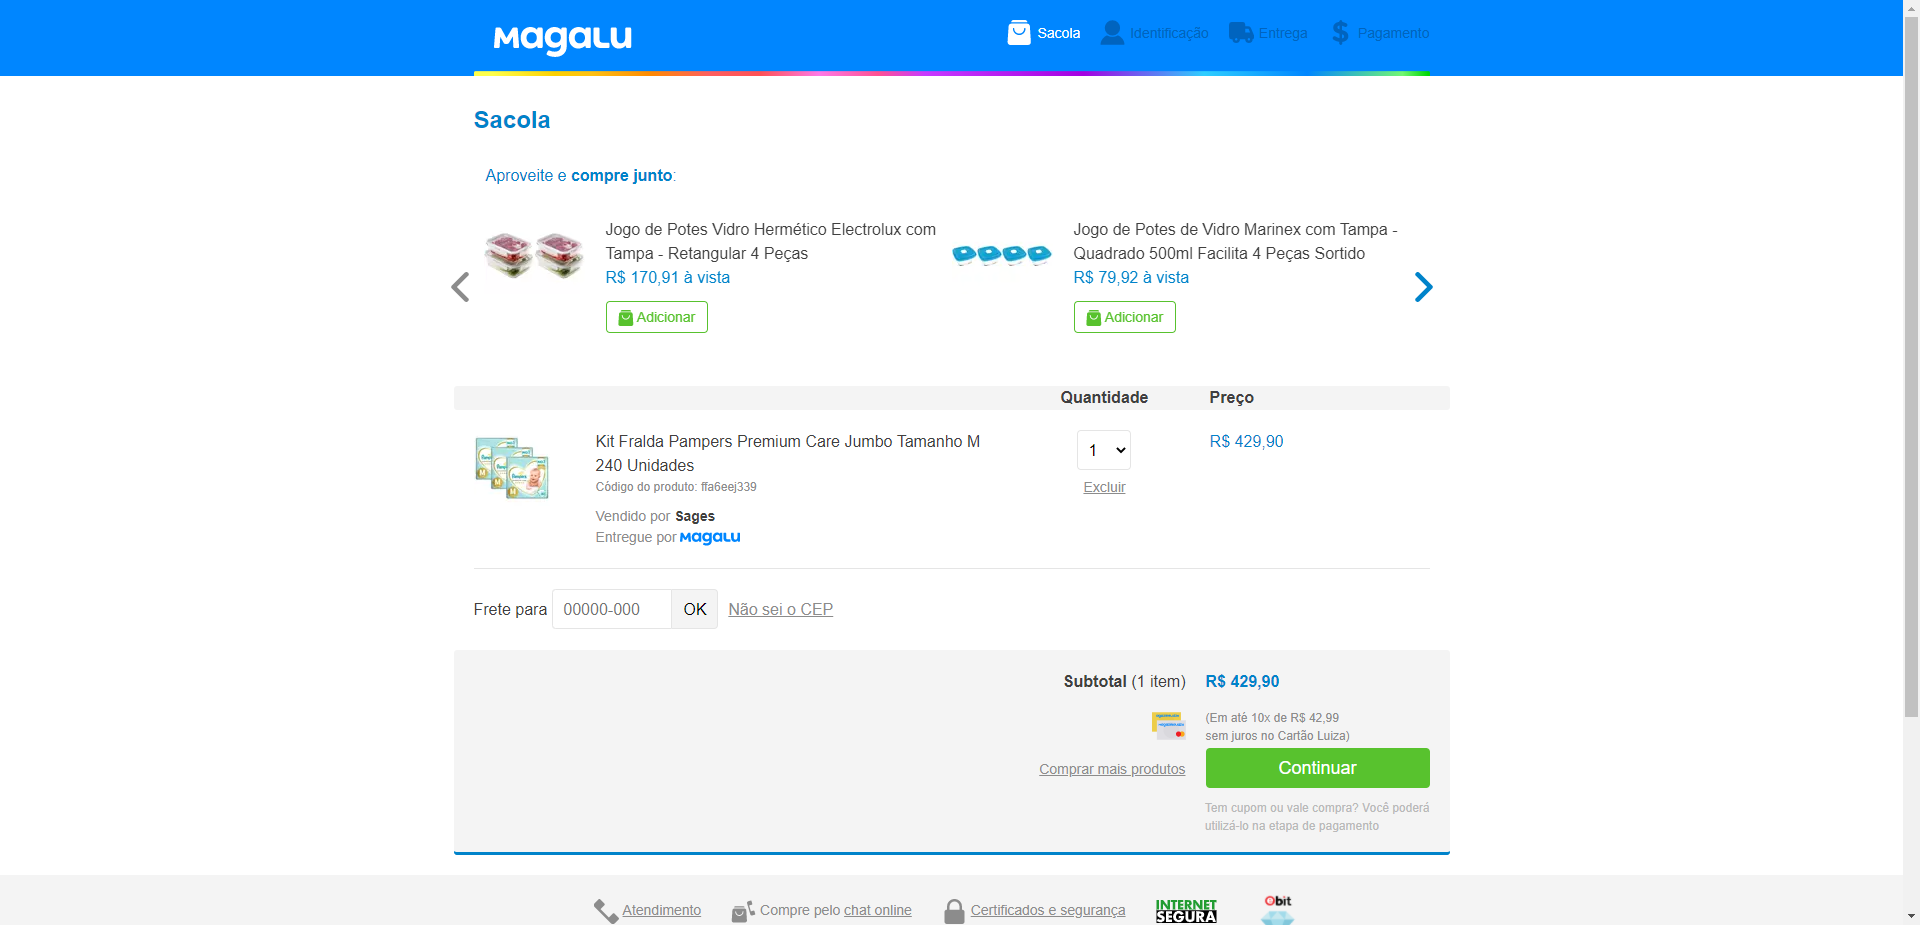 Magalu
Sacola
Identificação
Entrega
Pagamento
Sacola
Aproveite e compre junto:
Jogo de Potes Vidro Hermético Electrolux com
Tampa - Retangular 4 Peças
R$ 170,91 à vista
Adicionar
Jogo de Potes de Vidro Marinex com Tampa -
Quadrado 500ml Facilita 4 Peças Sortido
R$ 79,92 à vista
Adicionar
Quantidade Preço
Kit Fralda Pampers Premium Care Jumbo Tamanho M
240 Unidades
Código do produto: ffa6eej339
Vendido por Sages
Entregue por Magalu
1
Excluir
R$ 429,90
Frete para 00000-000 OK Não sei o CEP
Subtotal (1 item) R$ 429,90
(Em até 10x de R$ 42,99
sem juros no Cartão Luiza)
Comprar mais produtos
Continuar
Tem cupom ou vale compra? Você poderá
utilizá-lo na etapa de pagamento
Atendimento
Compre pelo chat online
Certificados e segurança
INTERNET
SEGURA
Obit